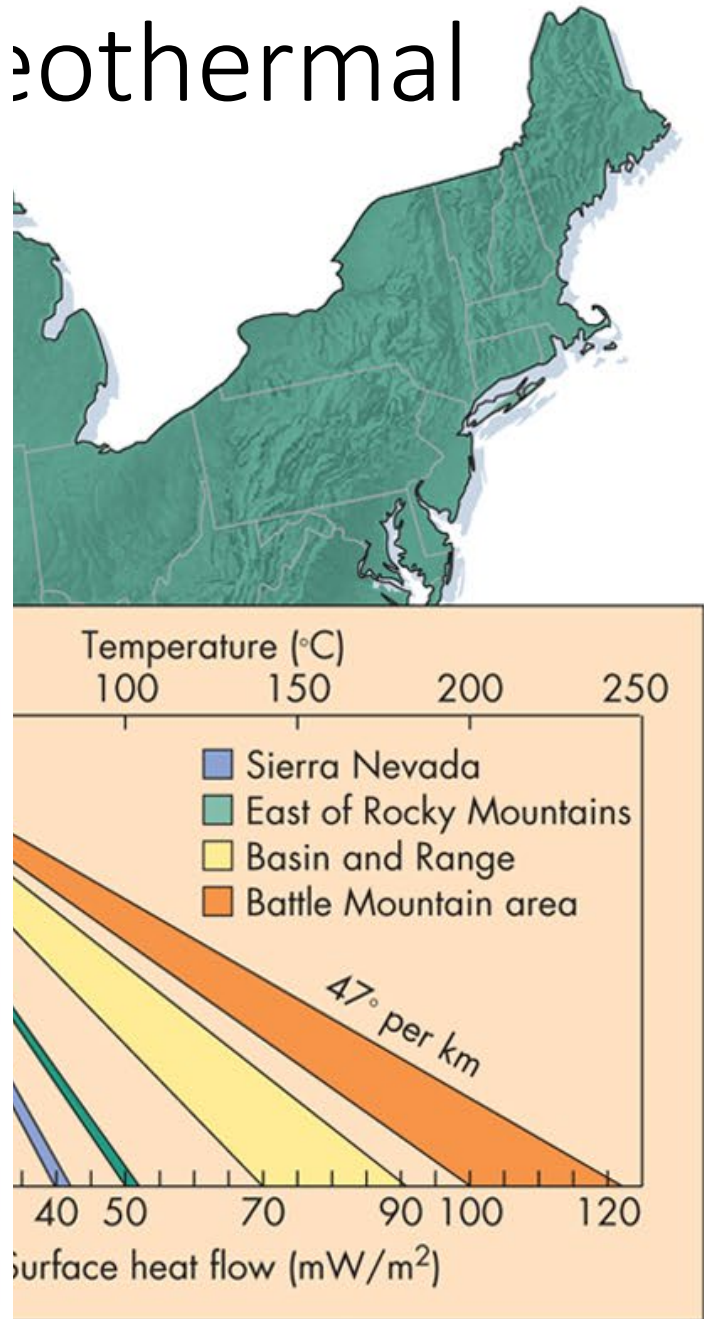 eothermal
Temperature (°C)
100 150 200 250
Sierra Nevada
East of Rocky Mountains
Basin and Range
Battle Mountain area
47° per km
40 50 70 90 100 120
Surface heat flow (mW/m²)